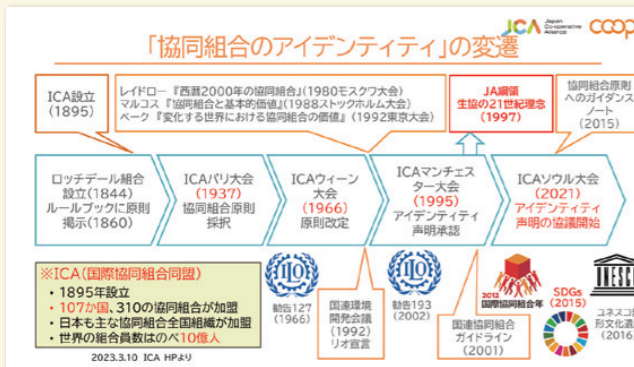 JCA Japan Co-operative Alliance
coop
「協同組合のアイデンティティ」の変遷
ICA設立
(1895)
レイドロー『西暦2000年の協同組合』(1980モスクワ大会)
マルコス『協同組合と基本的価値』(1988ストックホルム大会)
ベーク『変化する世界における協同組合の価値』(1992東京大会)
JA綱領
生協の21世紀理念
(1997)
協同組合原則
へのガイダンス
ノート
(2015)
ロッチデール組合
設立(1844)
ルールブックに原則
掲示(1860)
ICAパリ大会
(1937)
協同組合原則
採択
ICAウィーン
大会
(1966)
原則改定
ICAマンチェス
ター大会
(1995)
アイデンティティ
声明承認
ICAソウル大会
(2021)
アイデンティティ
声明の協議開始
※ICA(国際協同組合同盟)
・1895年設立
・107か国、310の協同組合が加盟
・日本も主な協同組合全国組織が加盟
・世界の組合員数はのべ10億人
2023.3.10 ICA HPより
ILO
勧告127
(1966)
国連環境
開発会議
(1992)
リオ宣言
ILO
勧告193
(2002)
国連協同組合
ガイドライン
(2001)
2012
国際協同組合年
SDGs
(2015)
UNESC
ユネスコ
形文化遺
(2016